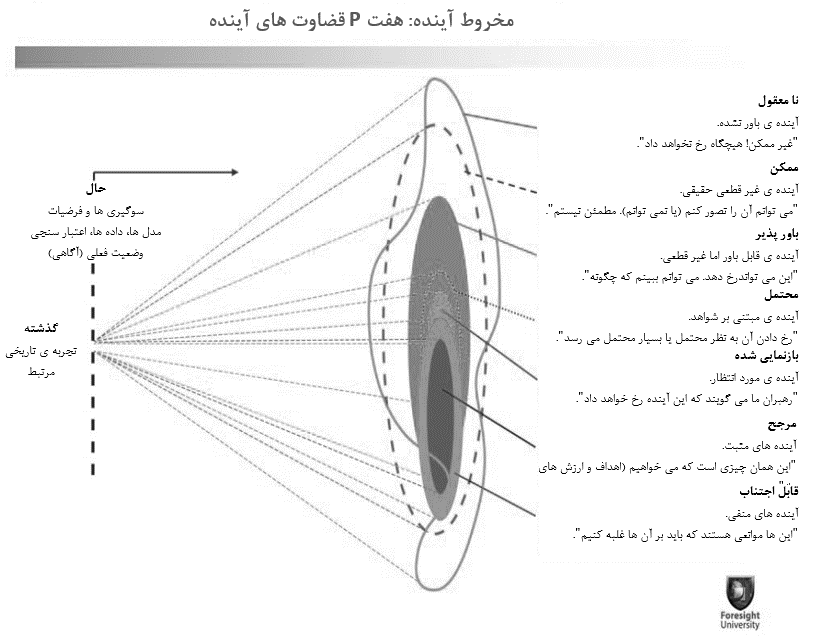 مخروط آینده: هفت P قضاوت های آینده
نا معقول
آینده ی باور نشده.
"غیر ممکن! هیچگاه رخ نخواهد داد".
ممکن
آینده ی غیر قطعی حقیقی.
"می توانم آن را تصور کنم (یا نمی توانم). مطمئن نیستم".
باور پذیر
آینده ی قابل باور اما غیر قطعی.
"این می تواندرخ دهد. می توانم ببینم که چگونه".
محتمل
آینده ی مبتنی بر شواهد.
"رخ دادن آن به نظر محتمل یا بسیار محتمل می رسد".
بازنمایی شده
آینده ی مورد انتظار.
"رهبران ما می گویند که این آینده رخ خواهد داد".
مرجح
آینده های مثبت.
"این همان چیزی است که می خواهیم (اهداف و ارزش های
قابل اجتناب
آینده های منفی.
"این ها موانعی هستند که باید بر آن ها غلبه کنیم".
حال
سوگیری ها و فرضیات
مدل ها، داده ها، اعتبار سنجی
وضعیت فعلی (آگاهی)
گذشته
تجربه ی تاریخی
مرتبط
Foresight
University